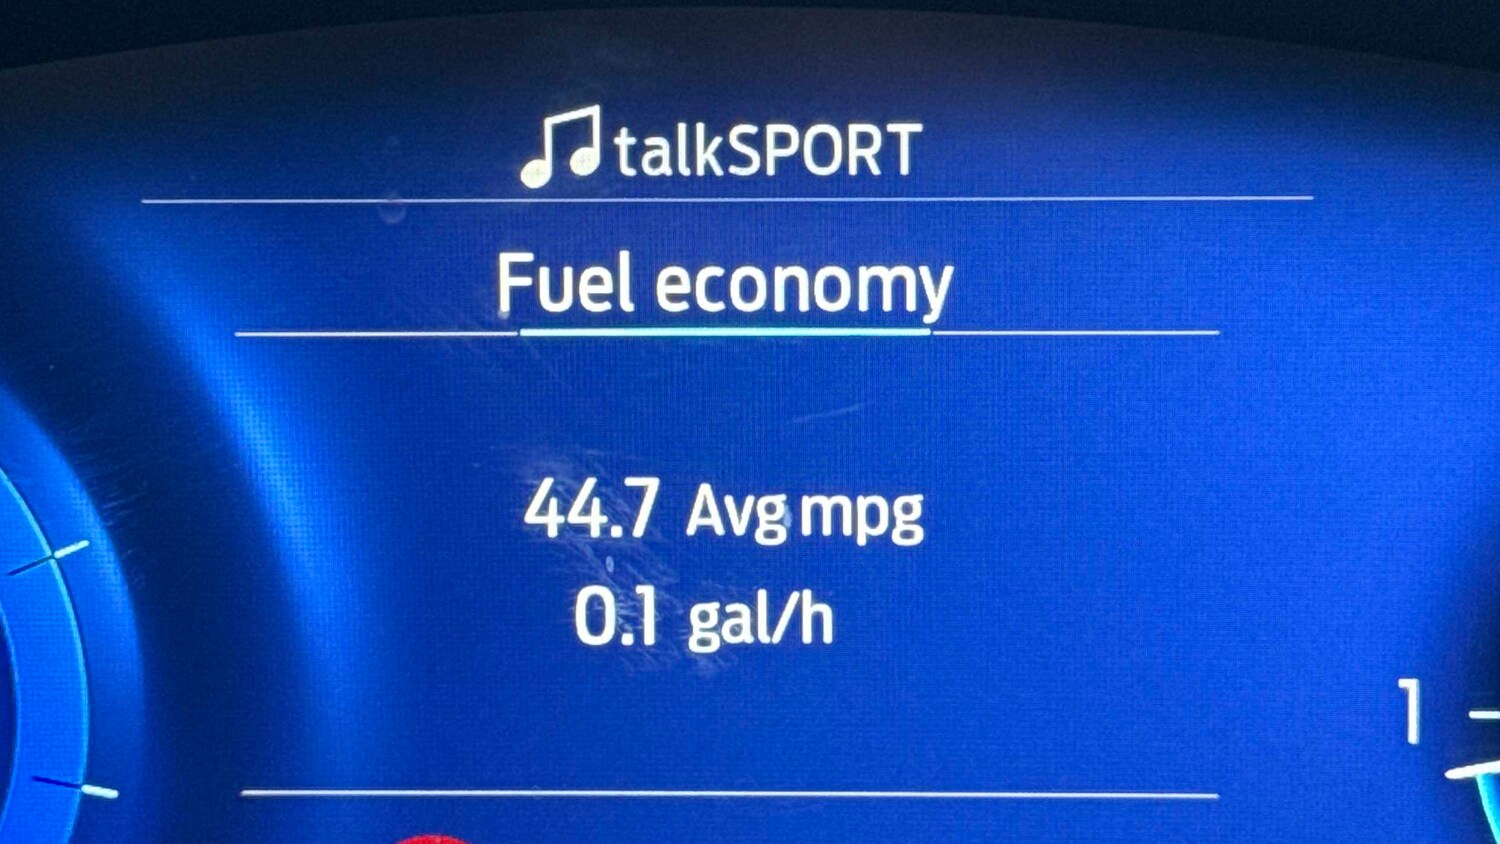 talkSPORT
Fuel economy
44.7 Avg mpg
0.1 gal/h
1